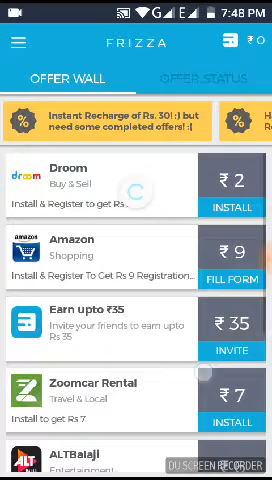 7:48 PM
FRIZZA
₹ 0
OFFER WALL
OFFER STATUS
Instant Recharge of Rs. 30! :) but
need some completed offers! :)
droom
Droom
Buy & Sell
Install & Register to get Rs
₹ 2
INSTALL
amazon
Amazon
Shopping
Install & Register To Get Rs 9 Registration...
₹ 9
FILL FORM
Earn upto ₹35
Invite your friends to earn upto
Rs 35
₹ 35
INVITE
Zoomcar Rental
Travel & Local
Install to get Rs 7
₹ 7
INSTALL
ALT
ALTBalaji
Entertainment
DU SCREEN RECORDER